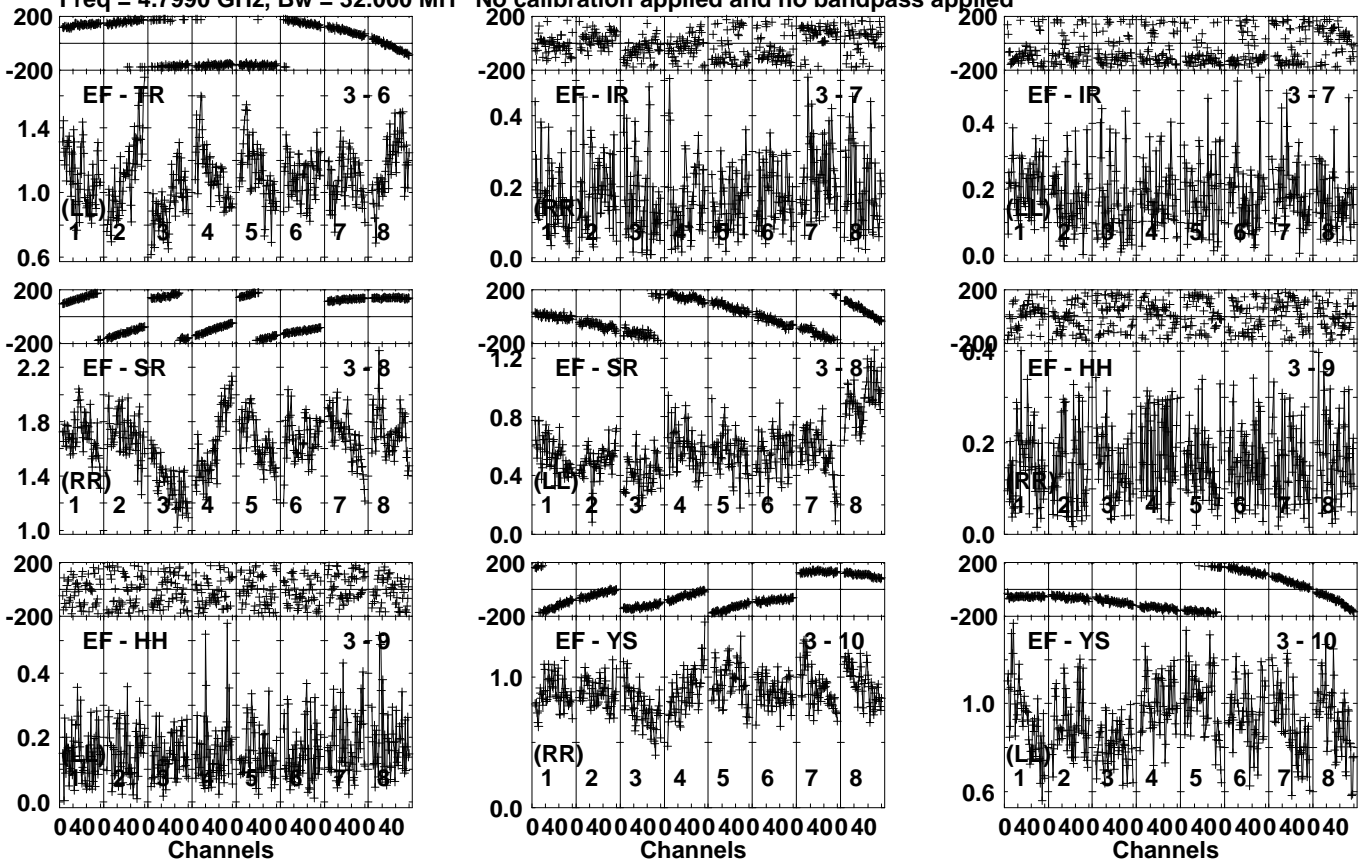 Freq = 4.7990 GHz, Bw = 32.000 MH No calibration applied and no bandpass applied
200
-200
EF - TR 3 - 6
1.4
1.0
0.6
(LL)
1 2 3 4 5 6 7 8
200
-200
EF - IR 3 - 7
0.4
0.2
0.0
(RR)
1 2 3 4 5 6 7 8
200
-200
EF - IR 3 - 7
0.4
0.2
0.0
(LL)
1 2 3 4 5 6 7 8
200
-200
EF - SR 3 - 8
2.2
1.8
1.4
1.0
(RR)
1 2 3 4 5 6 7 8
200
-200
EF - SR 3 - 8
1.2
0.8
0.4
0.0
(LL)
1 2 3 4 5 6 7 8
200
-200
EF - HH 3 - 9
0.4
0.2
0.0
(RR)
1 2 3 4 5 6 7 8
200
-200
EF - HH 3 - 9
0.4
0.2
0.0
(LL)
1 2 3 4 5 6 7 8
0 40 0 40 0 40 0 40 0 40 0 40 0 40 0 40
Channels
200
-200
EF - YS 3 - 10
1.0
0.0
(RR)
1 2 3 4 5 6 7 8
0 40 0 40 0 40 0 40 0 40 0 40 0 40 0 40
Channels
200
-200
EF - YS 3 - 10
1.0
0.6
(LL)
1 2 3 4 5 6 7 8
0 40 0 40 0 40 0 40 0 40 0 40 0 40 0 40
Channels